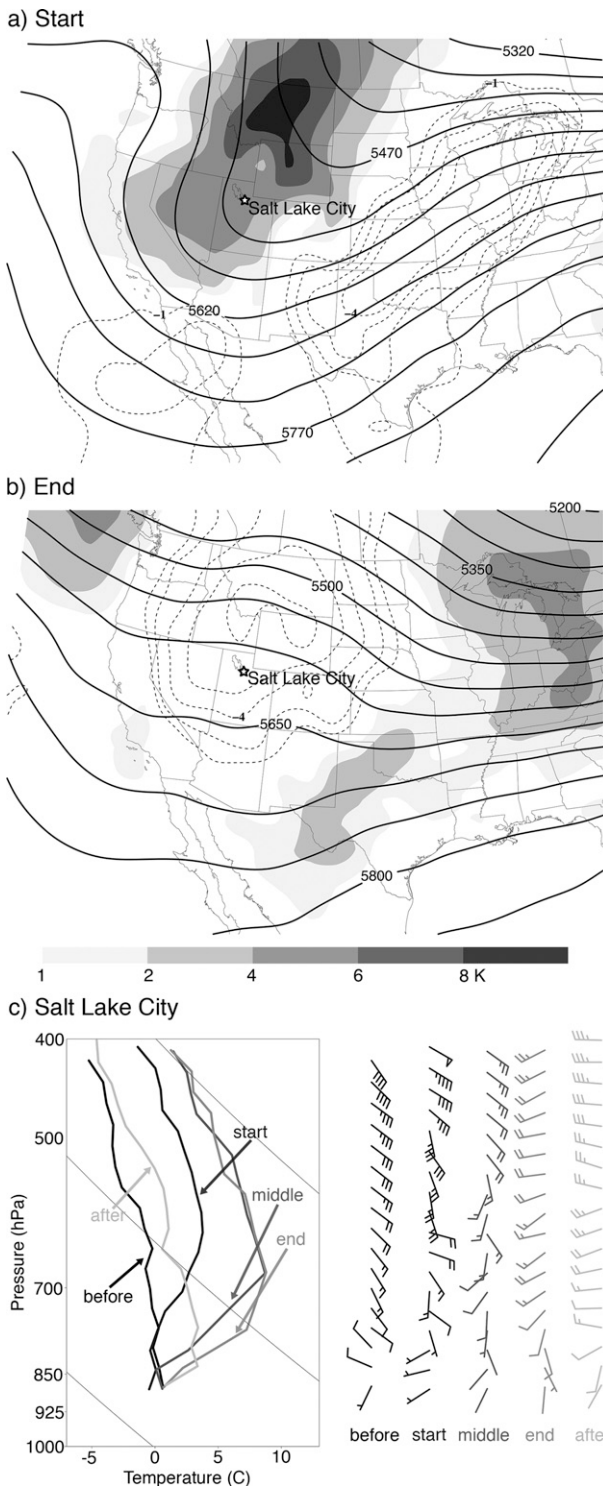 a) Start
5320
−1
5470
Salt Lake City
−1
5620
−4
5770
b) End
5200
5350
5500
Salt Lake City
−4
5650
5800
1 2 4 6 8 K
c) Salt Lake City
400
500
700
850
925
1000
Pressure (hPa)
start
middle
after
end
before
-5 0 5 10
Temperature (C)
before start middle end after